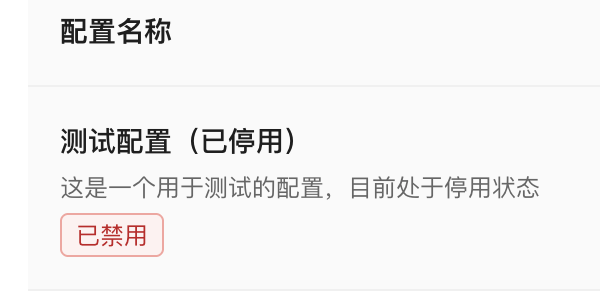 配置名称
测试配置（已停用）
这是一个用于测试的配置，目前处于停用状态
已禁用